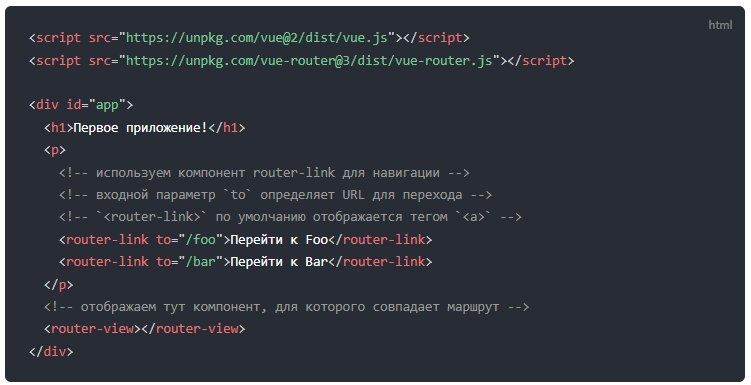 html
<script src="https://unpkg.com/vue@2/dist/vue.js"></script>
<script src="https://unpkg.com/vue-router@3/dist/vue-router.js"></script>
<div id="app">
<h1>Первое приложение!</h1>
<p>
<!-- используем компонент router-link для навигации -->
<!-- входной параметр `to` определяет URL для перехода -->
<!-- `<router-link>` по умолчанию отображается тегом `<a>` -->
<router-link to="/foo">Перейти к Foo</router-link>
<router-link to="/bar">Перейти к Bar</router-link>
</p>
<!-- отображаем тут компонент, для которого совпадает маршрут -->
<router-view></router-view>
</div>